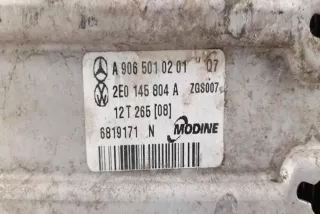 A 906 501 02 01 07
2E0 145 804 A ZGS007
12 T 265 [08]
6819171 N MODINE